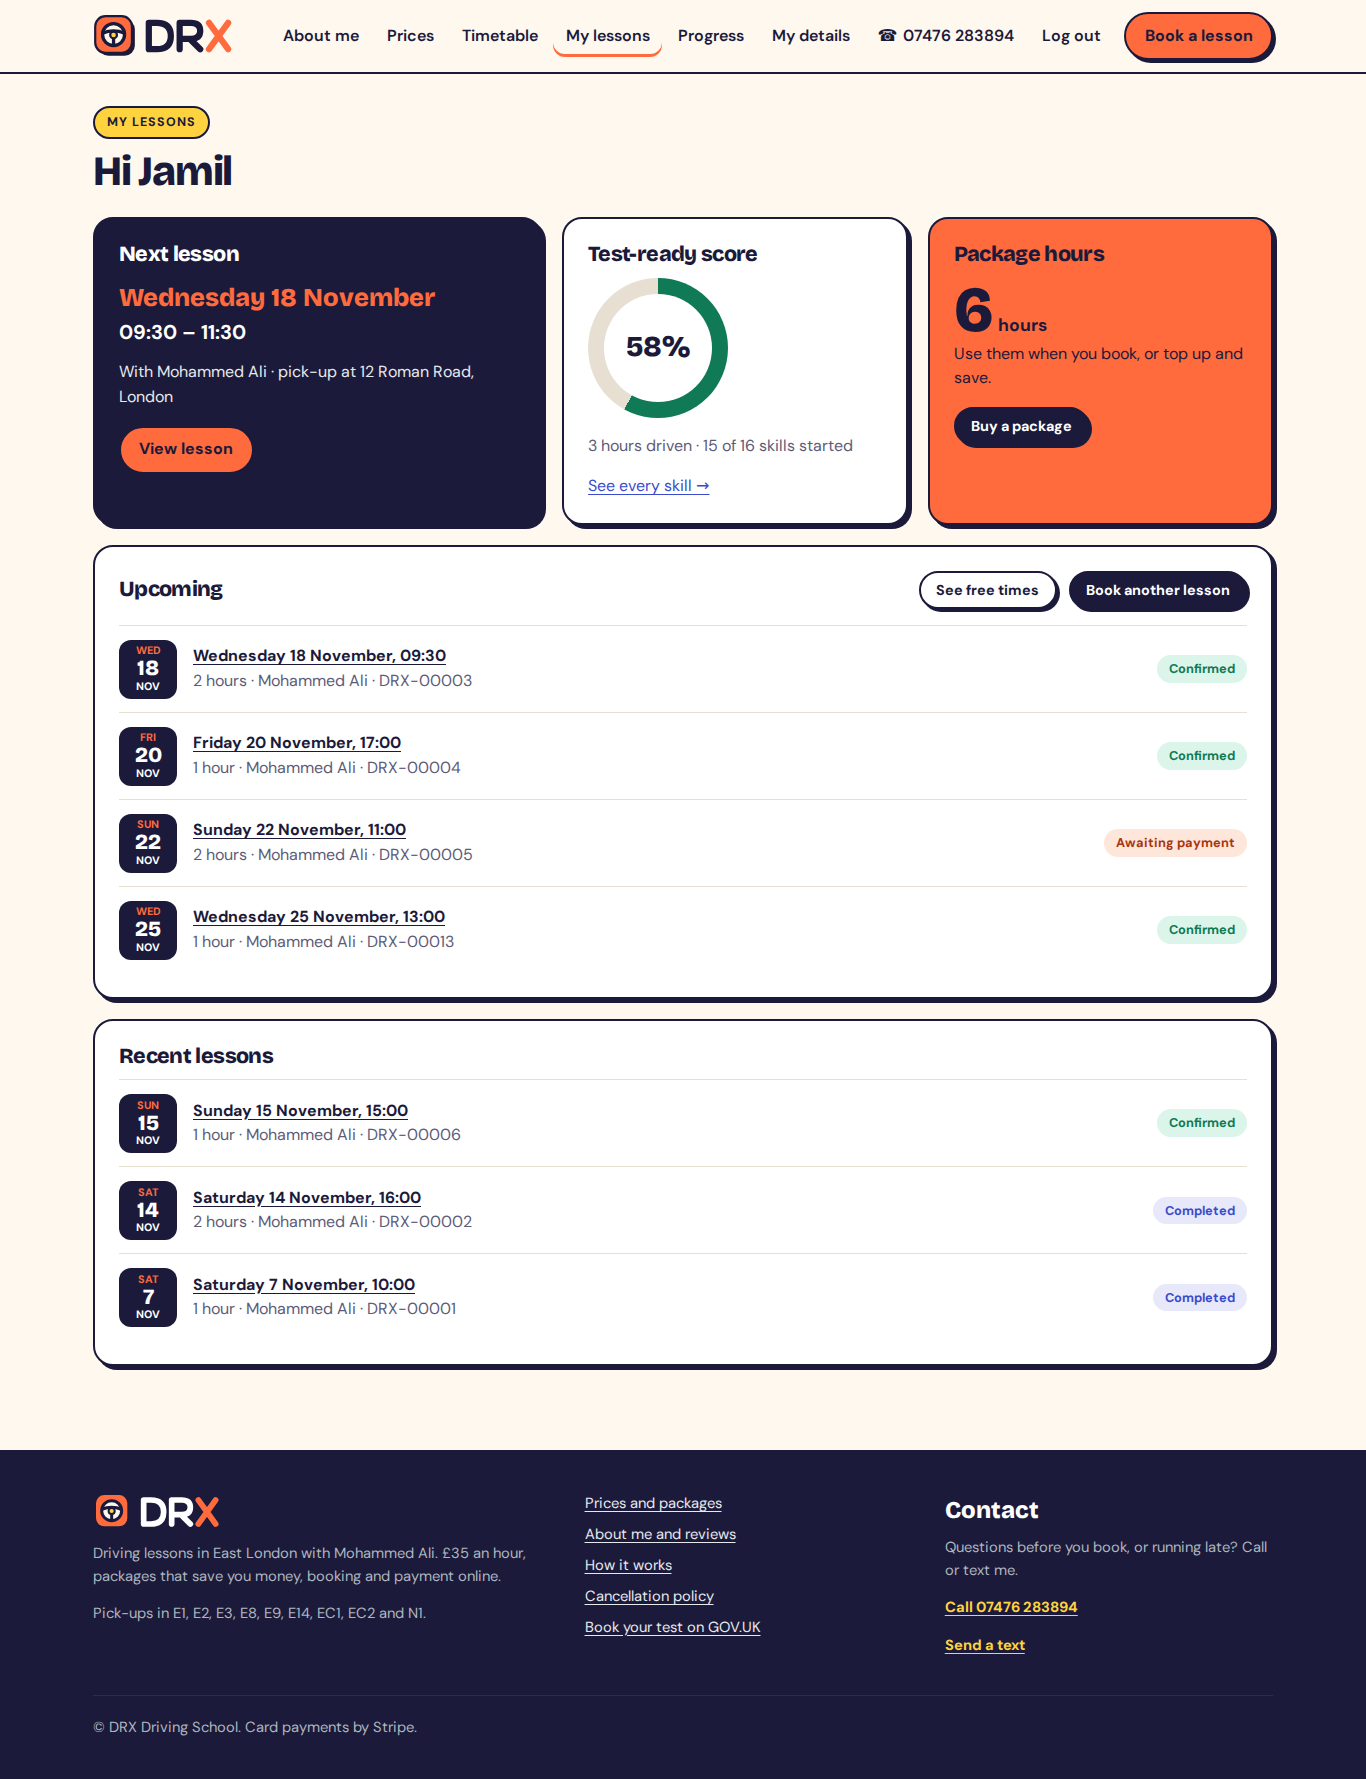 DRX
About me
Prices
Timetable
My lessons
Progress
My details
☎ 07476 283894
Log out
Book a lesson
MY LESSONS
Hi Jamil
Next lesson
Wednesday 18 November
09:30 – 11:30
With Mohammed Ali · pick-up at 12 Roman Road,
London
View lesson
Test-ready score
58%
3 hours driven · 15 of 16 skills started
See every skill →
Package hours
6 hours
Use them when you book, or top up and
save.
Buy a package
Upcoming
See free times
Book another lesson
WED
18
NOV
Wednesday 18 November, 09:30
2 hours · Mohammed Ali · DRX-00003
Confirmed
FRI
20
NOV
Friday 20 November, 17:00
1 hour · Mohammed Ali · DRX-00004
Confirmed
SUN
22
NOV
Sunday 22 November, 11:00
2 hours · Mohammed Ali · DRX-00005
Awaiting payment
WED
25
NOV
Wednesday 25 November, 13:00
1 hour · Mohammed Ali · DRX-00013
Confirmed
Recent lessons
SUN
15
NOV
Sunday 15 November, 15:00
1 hour · Mohammed Ali · DRX-00006
Confirmed
SAT
14
NOV
Saturday 14 November, 16:00
2 hours · Mohammed Ali · DRX-00002
Completed
SAT
7
NOV
Saturday 7 November, 10:00
1 hour · Mohammed Ali · DRX-00001
Completed
DRX
Driving lessons in East London with Mohammed Ali. £35 an hour,
packages that save you money, booking and payment online.
Pick-ups in E1, E2, E3, E8, E9, E14, EC1, EC2 and N1.
Prices and packages
About me and reviews
How it works
Cancellation policy
Book your test on GOV.UK
Contact
Questions before you book, or running late? Call
or text me.
Call 07476 283894
Send a text
© DRX Driving School. Card payments by Stripe.